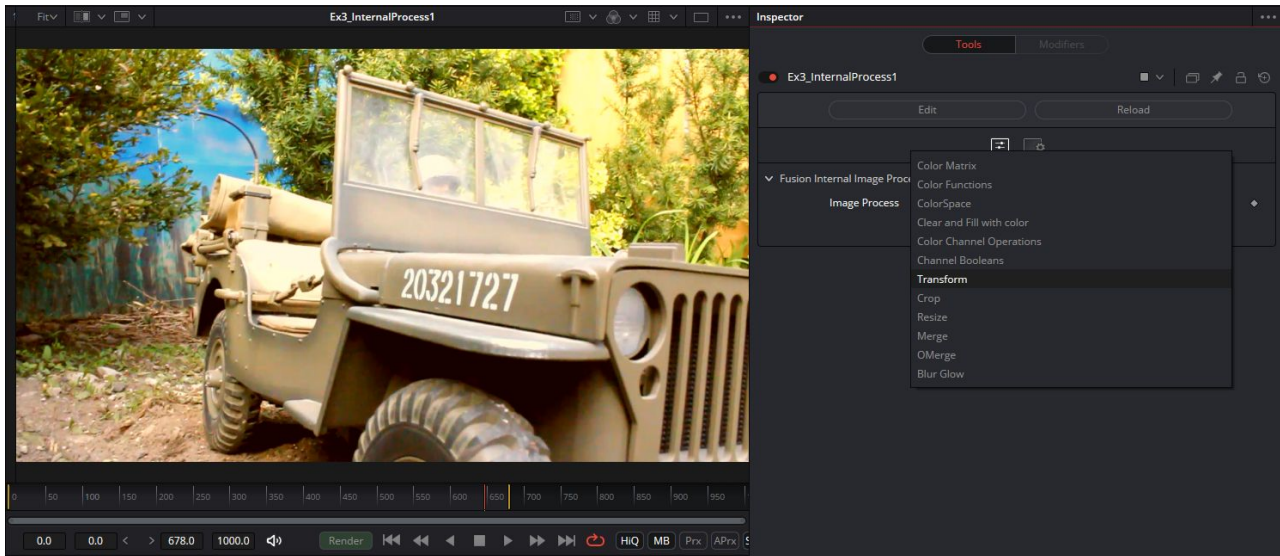 Fit
Ex3_InternalProcess1
Inspector
Tools
Modifiers
Ex3_InternalProcess1
Edit
Reload
Fusion Internal Image Proce
Image Process
Color Matrix
Color Functions
ColorSpace
Clear and Fill with color
Color Channel Operations
Channel Booleans
Transform
Crop
Resize
Merge
OMerge
Blur Glow
20321727
0 50 100 150 200 250 300 350 400 450 500 550 600 650 700 750 800 850 900 950
0.0 0.0 < > 678.0 1000.0 Render HiQ MB Prx APrx S